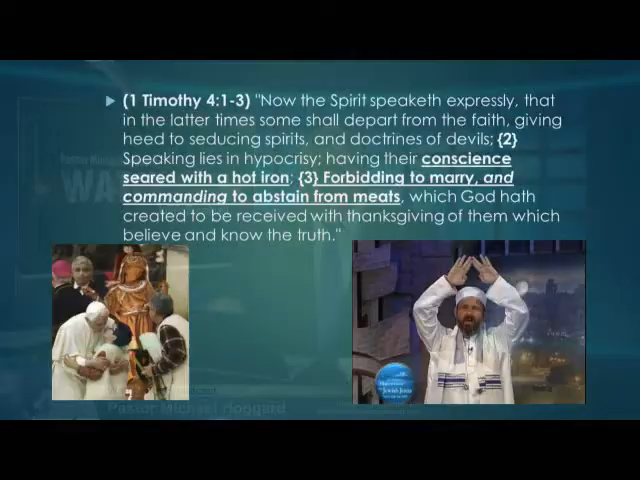 (1 Timothy 4:1-3) "Now the Spirit speaketh expressly, that
in the latter times some shall depart from the faith, giving
heed to seducing spirits, and doctrines of devils; {2}
Speaking lies in hypocrisy; having their conscience
seared with a hot iron; {3} Forbidding to marry, and
commanding to abstain from meats, which God hath
created to be received with thanksgiving of them which
believe and know the truth."
Jewish Jesus
Pastor Michael Hoggard